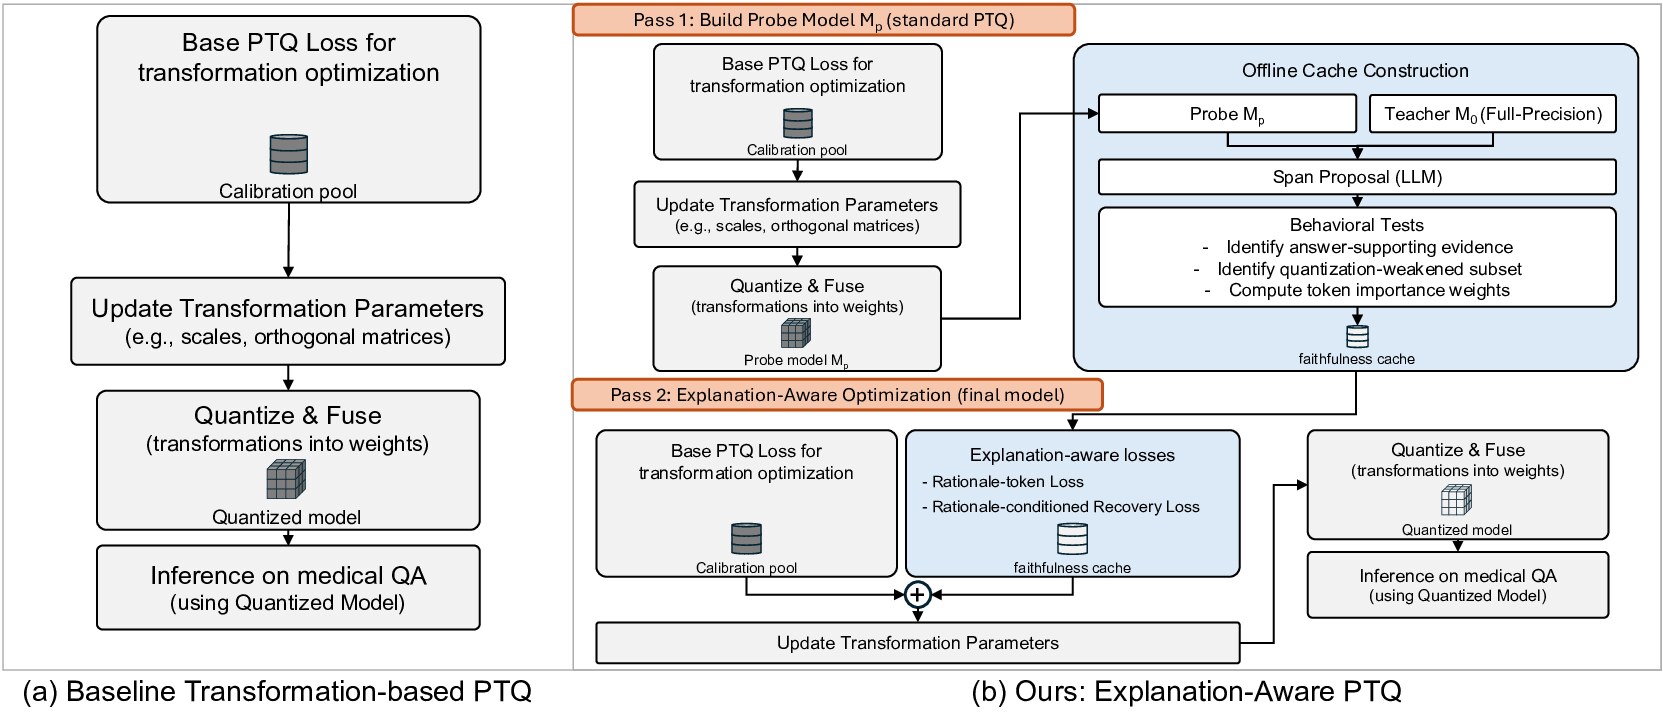 Base PTQ Loss for
transformation optimization
Calibration pool
Update Transformation Parameters
(e.g., scales, orthogonal matrices)
Quantize & Fuse
(transformations into weights)
Quantized model
Inference on medical QA
(using Quantized Model)
(a) Baseline Transformation-based PTQ
Pass 1: Build Probe Model Mp (standard PTQ)
Base PTQ Loss for
transformation optimization
Calibration pool
Update Transformation Parameters
(e.g., scales, orthogonal matrices)
Quantize & Fuse
(transformations into weights)
Probe model Mp
Offline Cache Construction
Probe Mp
Teacher M0 (Full-Precision)
Span Proposal (LLM)
Behavioral Tests
- Identify answer-supporting evidence
- Identify quantization-weakened subset
- Compute token importance weights
faithfulness cache
Pass 2: Explanation-Aware Optimization (final model)
Base PTQ Loss for
transformation optimization
Calibration pool
Explanation-aware losses
- Rationale-token Loss
- Rationale-conditioned Recovery Loss
faithfulness cache
+
Update Transformation Parameters
Quantize & Fuse
(transformations into weights)
Quantized model
Inference on medical QA
(using Quantized Model)
(b) Ours: Explanation-Aware PTQ